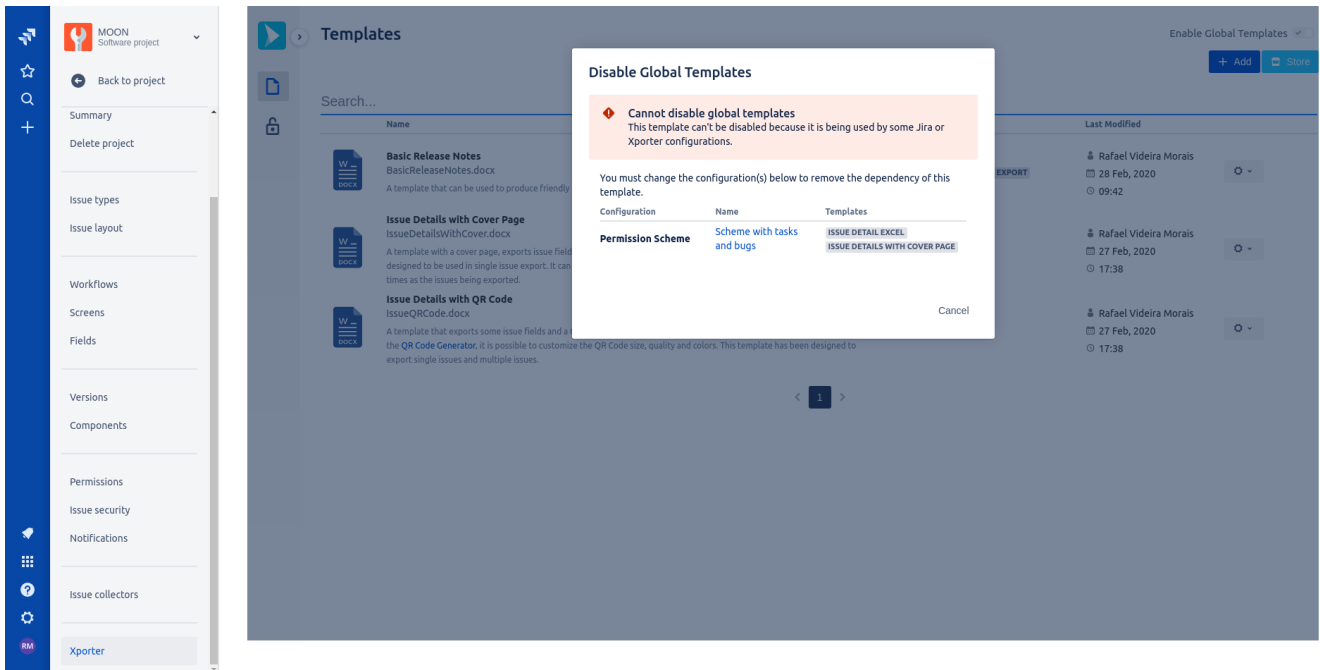 MOON
Software project
Back to project
Summary
Delete project
Issue types
Issue layout
Workflows
Screens
Fields
Versions
Components
Permissions
Issue security
Notifications
Issue collectors
Xporter
RM
Templates
Enable Global Templates
+ Add
Store
Search...
Name
Last Modified
W
DOCX
Basic Release Notes
BasicReleaseNotes.docx
A template that can be used to produce friendly
EXPORT
Rafael Videira Morais
28 Feb, 2020
09:42
W
DOCX
Issue Details with Cover Page
IssueDetailsWithCover.docx
A template with a cover page, exports issue field
designed to be used in single issue export. It can
times as the issues being exported.
Rafael Videira Morais
27 Feb, 2020
17:38
W
DOCX
Issue Details with QR Code
IssueQRCode.docx
A template that exports some issue fields and a
the QR Code Generator, it is possible to customize the QR Code size, quality and colors. This template has been designed to
export single issues and multiple issues.
Rafael Videira Morais
27 Feb, 2020
17:38
< 1 >
Disable Global Templates
Cannot disable global templates
This template can't be disabled because it is being used by some Jira or
Xporter configurations.
You must change the configuration(s) below to remove the dependency of this
template.
Configuration Name Templates
Permission Scheme
Scheme with tasks
and bugs
ISSUE DETAIL EXCEL
ISSUE DETAILS WITH COVER PAGE
Cancel